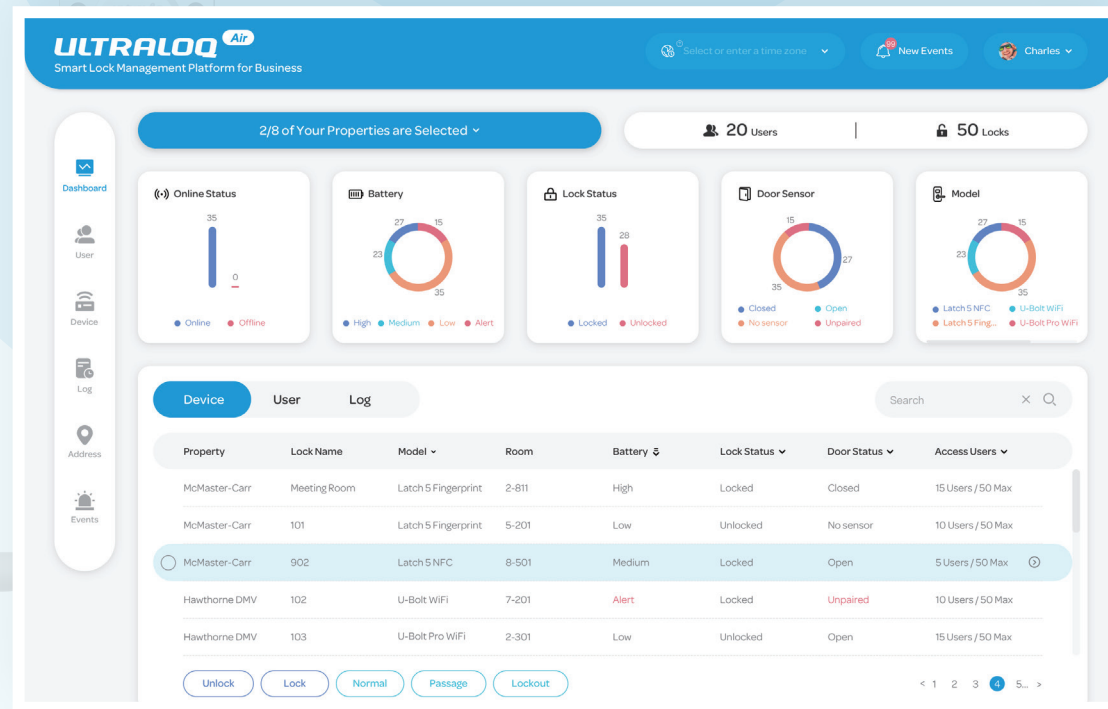 ULTRALOQ Air
Smart Lock Management Platform for Business
Select or enter a time zone
99
New Events
Charles
2/8 of Your Properties are Selected
20 Users
50 Locks
Dashboard
User
Device
Log
Address
Events
Online Status
35
0
Online
Offline
Battery
27
15
23
35
High
Medium
Low
Alert
Lock Status
35
28
Locked
Unlocked
Door Sensor
15
27
35
Closed
Open
No sensor
Unpaired
Model
27
15
23
35
Latch 5 NFC
U-Bolt WiFi
Latch 5 Fing...
U-Bolt Pro WiFi
Device User Log
Search
Property Lock Name Model Room Battery Lock Status Door Status Access Users
McMaster-Carr Meeting Room Latch 5 Fingerprint 2-811 High Locked Closed 15 Users / 50 Max
McMaster-Carr 101 Latch 5 Fingerprint 5-201 Low Unlocked No sensor 10 Users / 50 Max
McMaster-Carr 902 Latch 5 NFC 8-501 Medium Locked Open 5 Users / 50 Max
Hawthorne DMV 102 U-Bolt WiFi 7-201 Alert Locked Unpaired 10 Users / 50 Max
Hawthorne DMV 103 U-Bolt Pro WiFi 2-301 Low Unlocked Open 15 Users / 50 Max
Unlock Lock Normal Passage Lockout
< 1 2 3 4 5... >